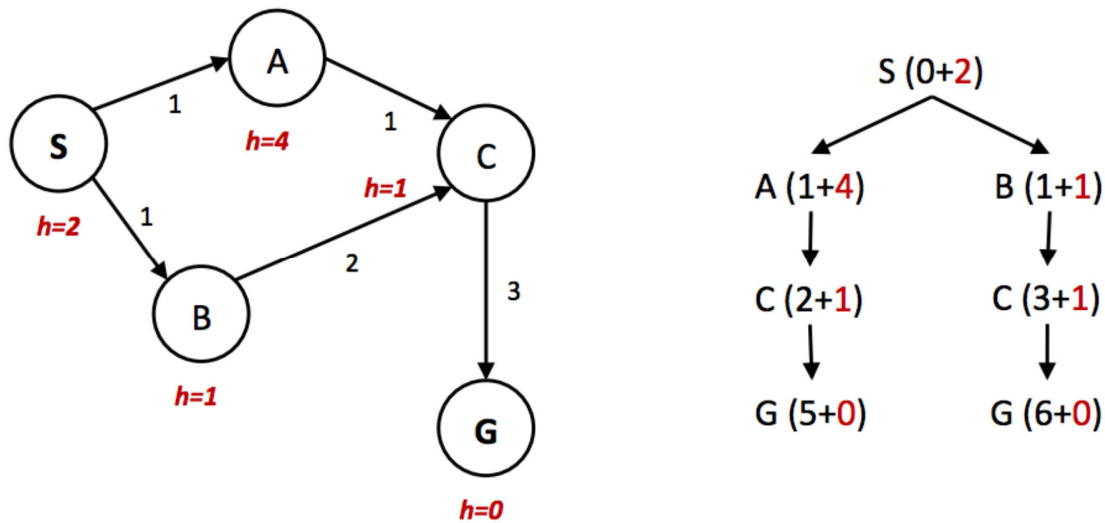 A
1
h=4
1
S
h=2
C
h=1
1
2
B
h=1
3
G
h=0
S (0+2)
A (1+4) B (1+1)
C (2+1) C (3+1)
G (5+0) G (6+0)